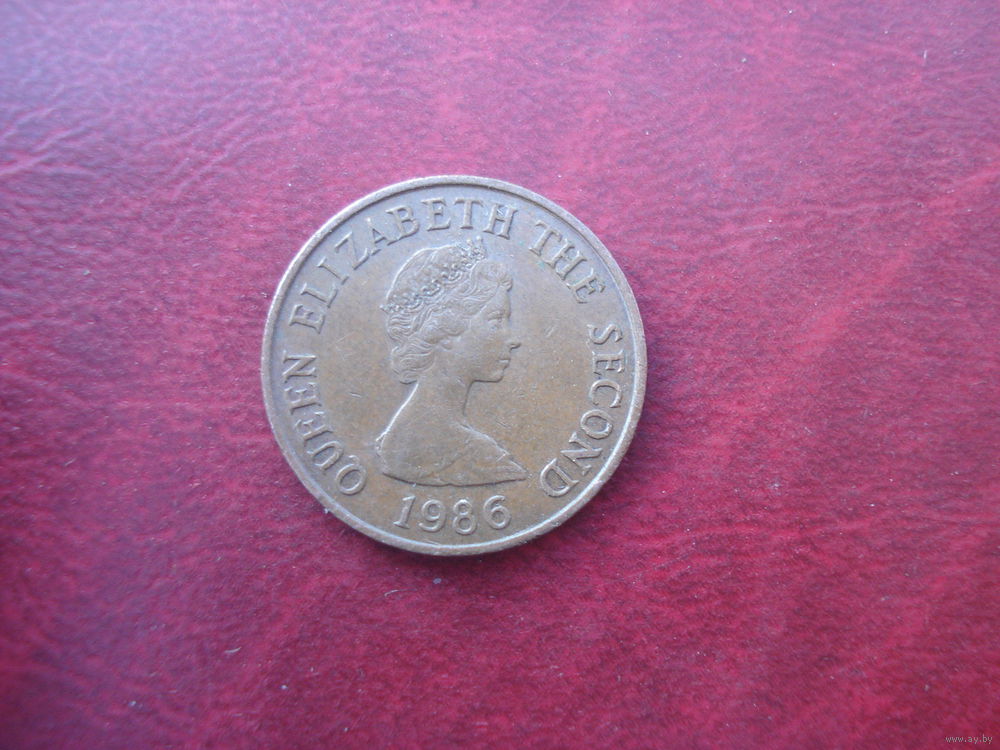 QUEEN ELIZABETH THE SECOND
1986
www.ay.by